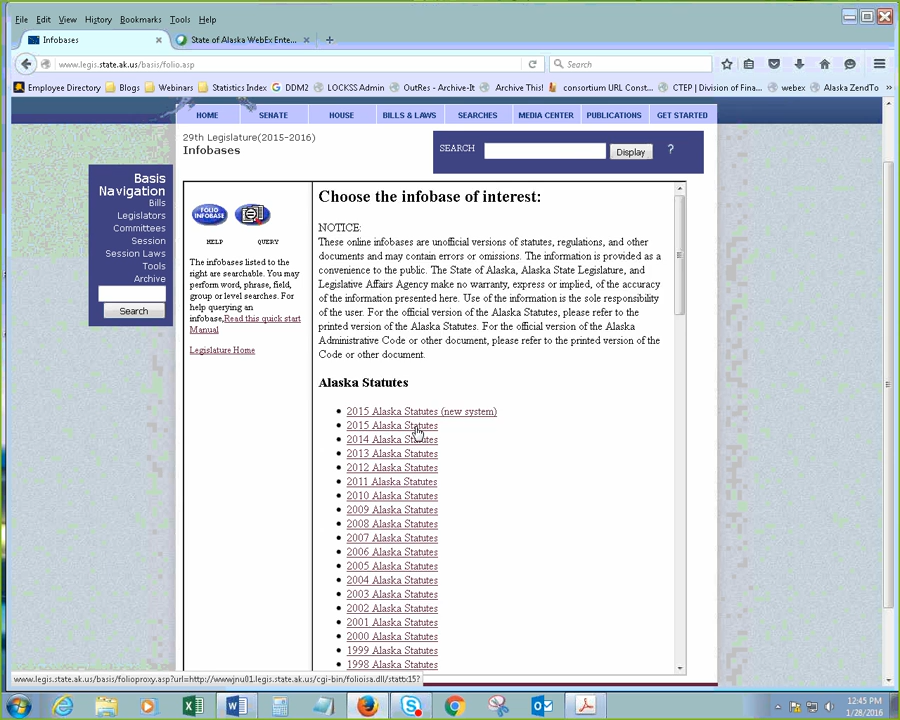 File Edit View History Bookmarks Tools Help
Infobases × State of Alaska WebEx Ente... × +
www.legis.state.ak.us/basis/folio.asp Search
Employee Directory Blogs Webinars Statistics Index DDM2 LOCKSS Admin OutRes - Archive-It Archive This! consortium URL Const... CTEP | Division of Fina... webex Alaska ZendTo
HOME SENATE HOUSE BILLS & LAWS SEARCHES MEDIA CENTER PUBLICATIONS GET STARTED
29th Legislature(2015-2016)
Infobases
SEARCH Display ?
Basis
Navigation
Bills
Legislators
Committees
Session
Session Laws
Tools
Archive
Search
FOLIO
INFOBASE
HELP QUERY
The infobases listed to the
right are searchable. You may
perform word, phrase, field,
group or level searches. For
help querying an
infobase,Read this quick start
Manual
Legislature Home
Choose the infobase of interest:
NOTICE:
These online infobases are unofficial versions of statutes, regulations, and other
documents and may contain errors or omissions. The information is provided as a
convenience to the public. The State of Alaska, Alaska State Legislature, and
Legislative Affairs Agency make no warranty, express or implied, of the accuracy
of the information presented here. Use of the information is the sole responsibility
of the user. For the official version of the Alaska Statutes, please refer to the
printed version of the Alaska Statutes. For the official version of the Alaska
Administrative Code or other document, please refer to the printed version of the
Code or other document.
Alaska Statutes
2015 Alaska Statutes (new system)
2015 Alaska Statutes
2014 Alaska Statutes
2013 Alaska Statutes
2012 Alaska Statutes
2011 Alaska Statutes
2010 Alaska Statutes
2009 Alaska Statutes
2008 Alaska Statutes
2007 Alaska Statutes
2006 Alaska Statutes
2005 Alaska Statutes
2004 Alaska Statutes
2003 Alaska Statutes
2002 Alaska Statutes
2001 Alaska Statutes
2000 Alaska Statutes
1999 Alaska Statutes
1998 Alaska Statutes
www.legis.state.ak.us/basis/folioproxy.asp?url=http://wwwjnu01.legis.state.ak.us/cgi-bin/folioisa.dll/stattx15?
12:45 PM
1/28/2016